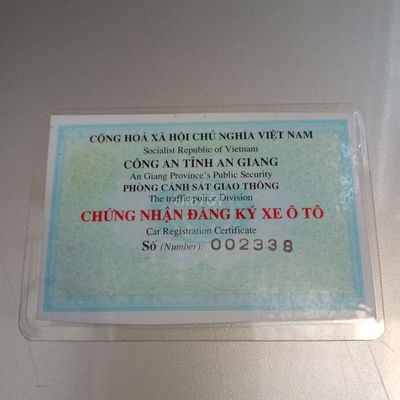 CỘNG HOÀ XÃ HỘI CHỦ NGHĨA VIỆT NAM
Socialist Republic of Vietnam
CÔNG AN TỈNH AN GIANG
An Giang Province's Public Security
PHÒNG CẢNH SÁT GIAO THÔNG
The traffic police Division
CHỨNG NHẬN ĐĂNG KÝ XE Ô TÔ
Car Registration Certificate
Số (Number): 002338